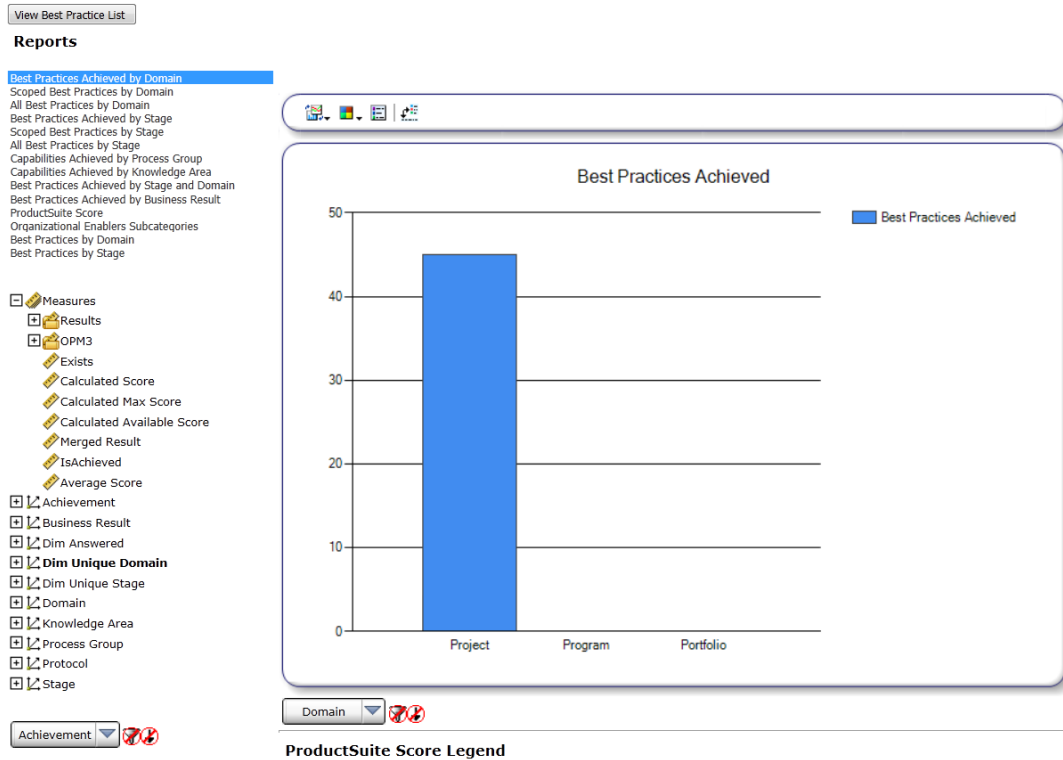 View Best Practice List
Reports
Best Practices Achieved by Domain
Scoped Best Practices by Domain
All Best Practices by Domain
Best Practices Achieved by Stage
Scoped Best Practices by Stage
All Best Practices by Stage
Capabilities Achieved by Process Group
Capabilities Achieved by Knowledge Area
Best Practices Achieved by Stage and Domain
Best Practices Achieved by Business Result
ProductSuite Score
Organizational Enablers Subcategories
Best Practices by Domain
Best Practices by Stage
Measures
Results
OPM3
Exists
Calculated Score
Calculated Max Score
Calculated Available Score
Merged Result
IsAchieved
Average Score
Achievement
Business Result
Dim Answered
Dim Unique Domain
Dim Unique Stage
Domain
Knowledge Area
Process Group
Protocol
Stage
Achievement
Best Practices Achieved
50
40
30
20
10
0
Project Program Portfolio
Best Practices Achieved
Domain
ProductSuite Score Legend